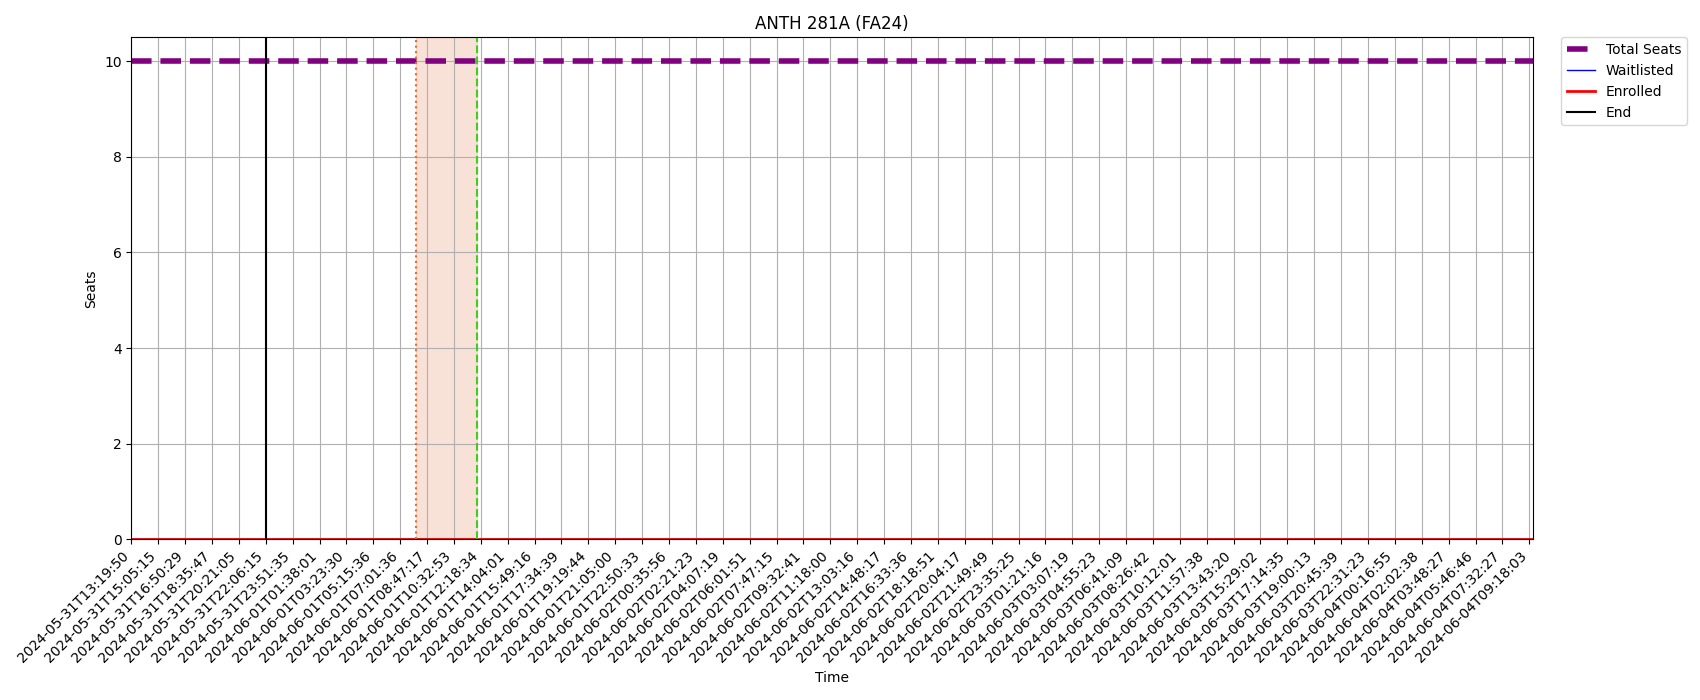 ANTH 281A (FA24)
Total Seats
Waitlisted
Enrolled
End
Seats
10
8
6
4
2
0
2024-05-31T13:19:50
2024-05-31T15:05:15
2024-05-31T16:50:29
2024-05-31T18:35:47
2024-05-31T20:21:05
2024-05-31T22:06:15
2024-05-31T23:51:35
2024-06-01T01:38:01
2024-06-01T03:23:30
2024-06-01T05:15:36
2024-06-01T07:01:36
2024-06-01T08:47:17
2024-06-01T10:32:53
2024-06-01T12:18:34
2024-06-01T14:04:01
2024-06-01T15:49:16
2024-06-01T17:34:39
2024-06-01T19:19:44
2024-06-01T21:05:00
2024-06-01T22:50:33
2024-06-02T00:35:56
2024-06-02T02:21:23
2024-06-02T04:07:19
2024-06-02T06:01:51
2024-06-02T07:47:15
2024-06-02T09:32:41
2024-06-02T11:18:00
2024-06-02T13:03:16
2024-06-02T14:48:17
2024-06-02T16:33:36
2024-06-02T18:18:51
2024-06-02T20:04:17
2024-06-02T21:49:49
2024-06-02T23:35:25
2024-06-03T01:21:16
2024-06-03T03:07:19
2024-06-03T04:55:23
2024-06-03T06:41:09
2024-06-03T08:26:42
2024-06-03T10:12:01
2024-06-03T11:57:38
2024-06-03T13:43:20
2024-06-03T15:29:02
2024-06-03T17:14:35
2024-06-03T19:00:13
2024-06-03T20:45:39
2024-06-03T22:31:23
2024-06-04T00:16:55
2024-06-04T02:02:38
2024-06-04T03:48:27
2024-06-04T05:46:46
2024-06-04T07:32:27
2024-06-04T09:18:03
Time